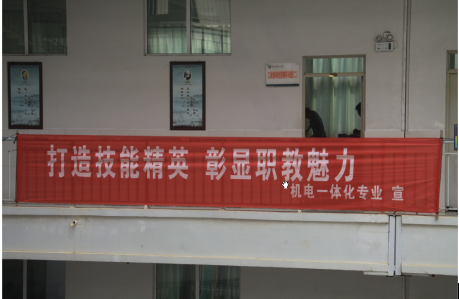 打造技能精英 彰显职教魅力
机电一体化专业 宣